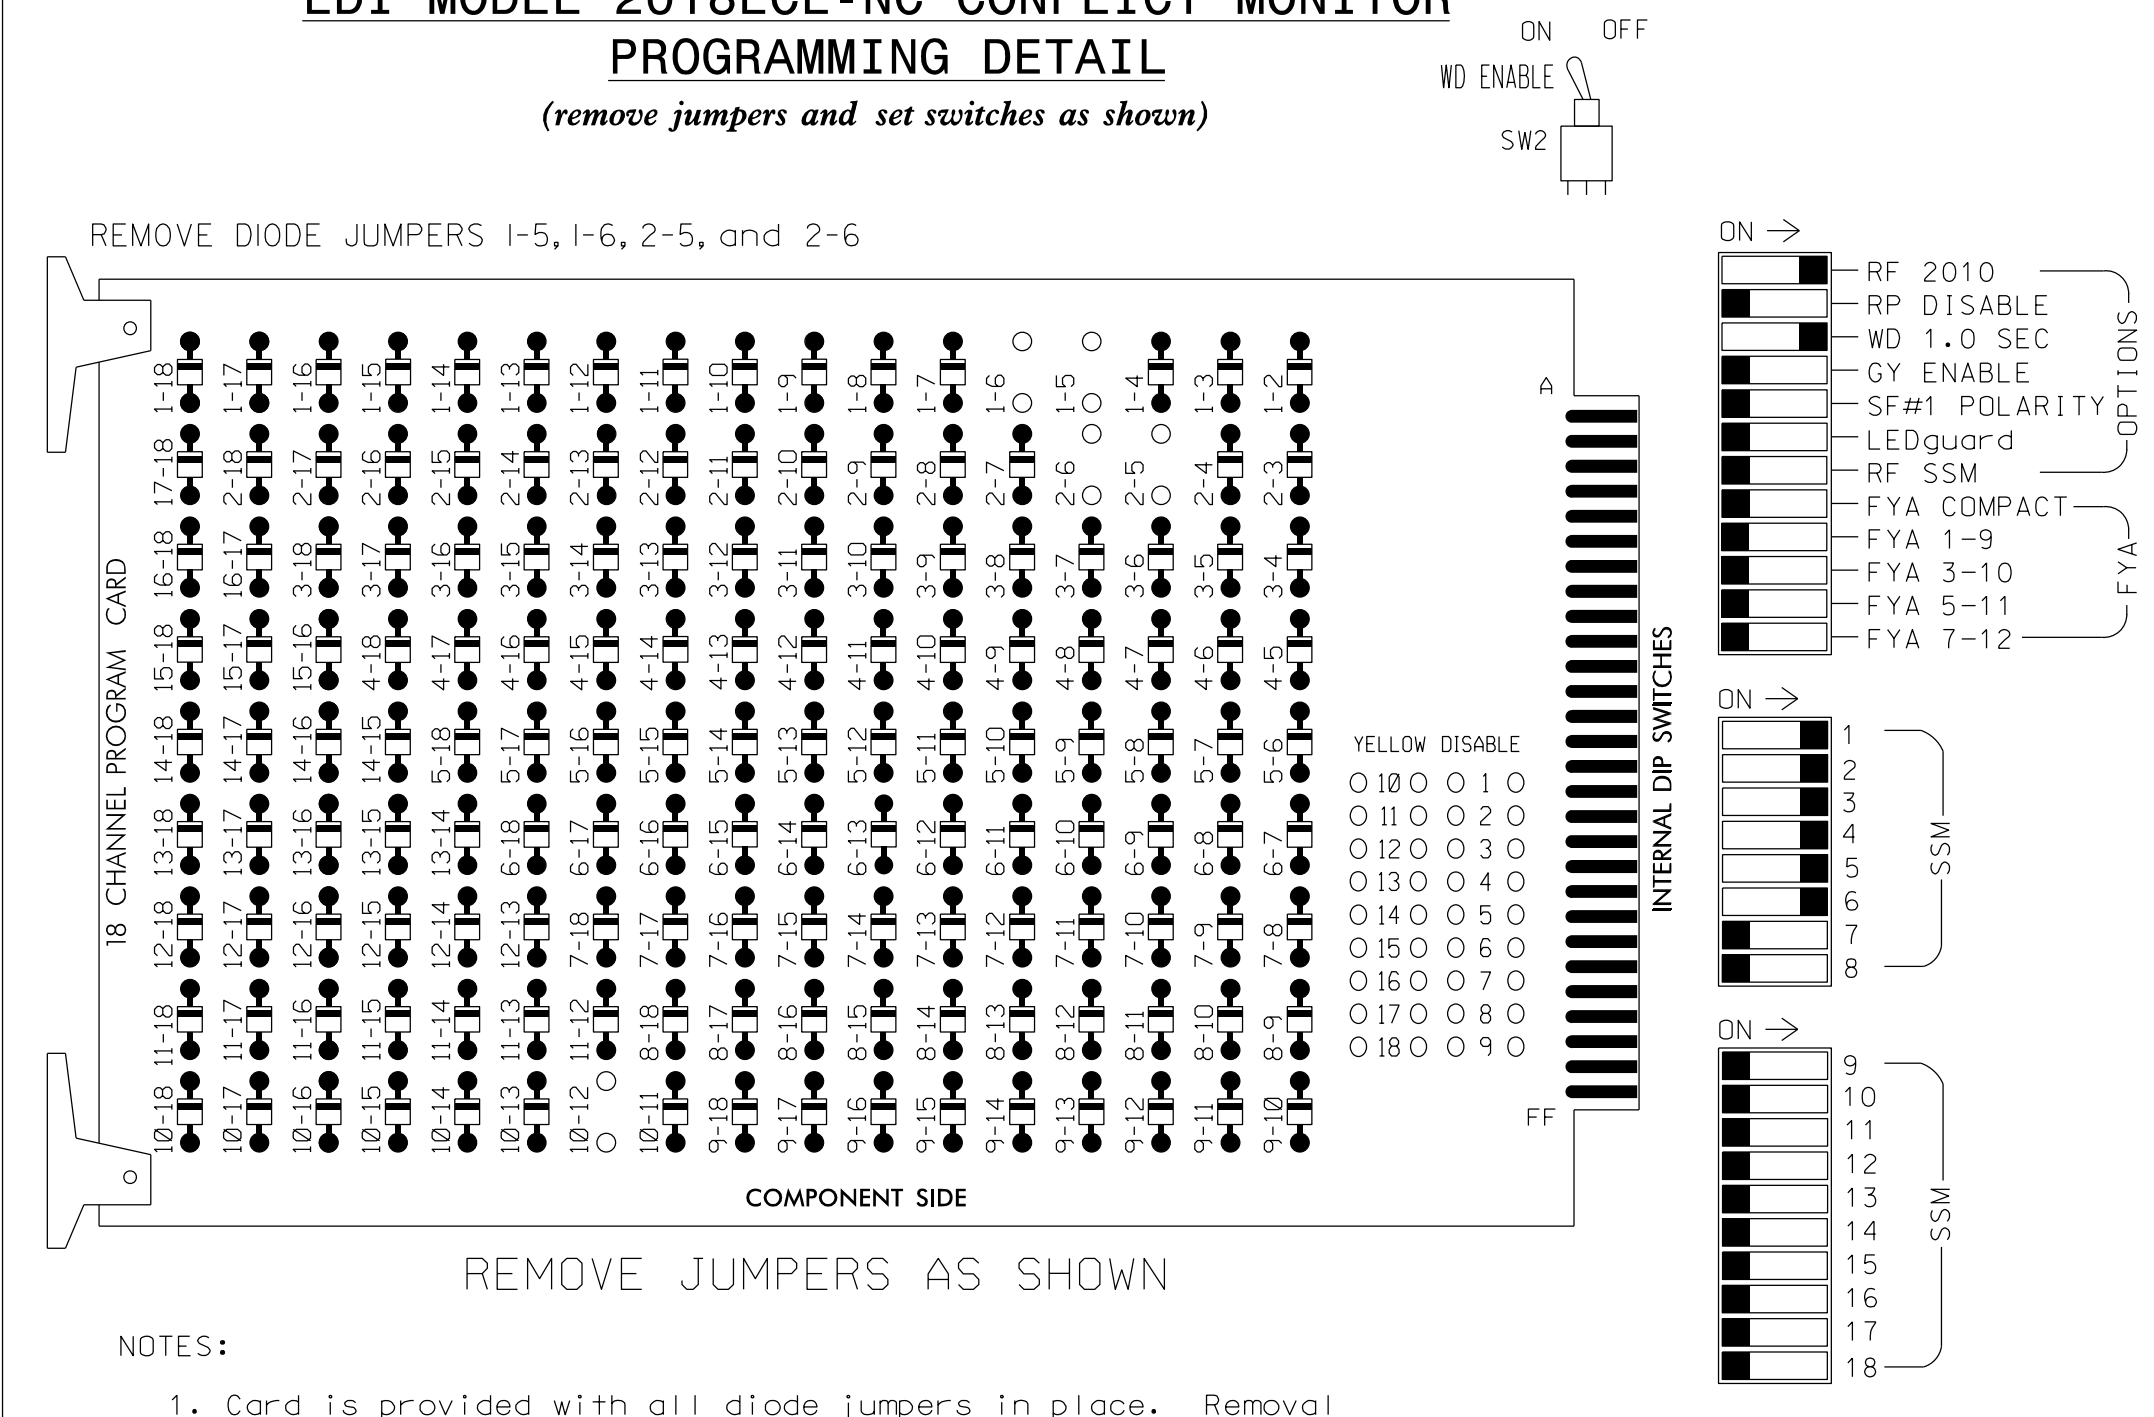 EDI MODEL 2018ECL-NC CONFLICT MONITOR
PROGRAMMING DETAIL
(remove jumpers and set switches as shown)
ON OFF
WD ENABLE
SW2
REMOVE DIODE JUMPERS 1-5, 1-6, 2-5, and 2-6
18 CHANNEL PROGRAM CARD
1-18 1-17 1-16 1-15 1-14 1-13 1-12 1-11 1-10 1-9 1-8 1-7 1-6 1-5 1-4 1-3 1-2
17-18 2-18 2-17 2-16 2-15 2-14 2-13 2-12 2-11 2-10 2-9 2-8 2-7 2-6 2-5 2-4 2-3
16-18 16-17 3-18 3-17 3-16 3-15 3-14 3-13 3-12 3-11 3-10 3-9 3-8 3-7 3-6 3-5 3-4
15-18 15-17 15-16 4-18 4-17 4-16 4-15 4-14 4-13 4-12 4-11 4-10 4-9 4-8 4-7 4-6 4-5
14-18 14-17 14-16 14-15 5-18 5-17 5-16 5-15 5-14 5-13 5-12 5-11 5-10 5-9 5-8 5-7 5-6
13-18 13-17 13-16 13-15 13-14 6-18 6-17 6-16 6-15 6-14 6-13 6-12 6-11 6-10 6-9 6-8 6-7
12-18 12-17 12-16 12-15 12-14 12-13 7-18 7-17 7-16 7-15 7-14 7-13 7-12 7-11 7-10 7-9 7-8
11-18 11-17 11-16 11-15 11-14 11-13 11-12 8-18 8-17 8-16 8-15 8-14 8-13 8-12 8-11 8-10 8-9
10-18 10-17 10-16 10-15 10-14 10-13 10-12 10-11 9-18 9-17 9-16 9-15 9-14 9-13 9-12 9-11 9-10
A
YELLOW DISABLE
10 1
11 2
12 3
13 4
14 5
15 6
16 7
17 8
18 9
FF
COMPONENT SIDE
INTERNAL DIP SWITCHES
ON →
RF 2010
RP DISABLE
WD 1.0 SEC
GY ENABLE
SF#1 POLARITY
LEDguard
RF SSM
OPTIONS
FYA COMPACT
FYA 1-9
FYA 3-10
FYA 5-11
FYA 7-12
FYA
ON →
1
2
3
4
5
6
7
8
SSM
ON →
9
10
11
12
13
14
15
16
17
18
SSM
REMOVE JUMPERS AS SHOWN
NOTES:
1. Card is provided with all diode jumpers in place. Removal